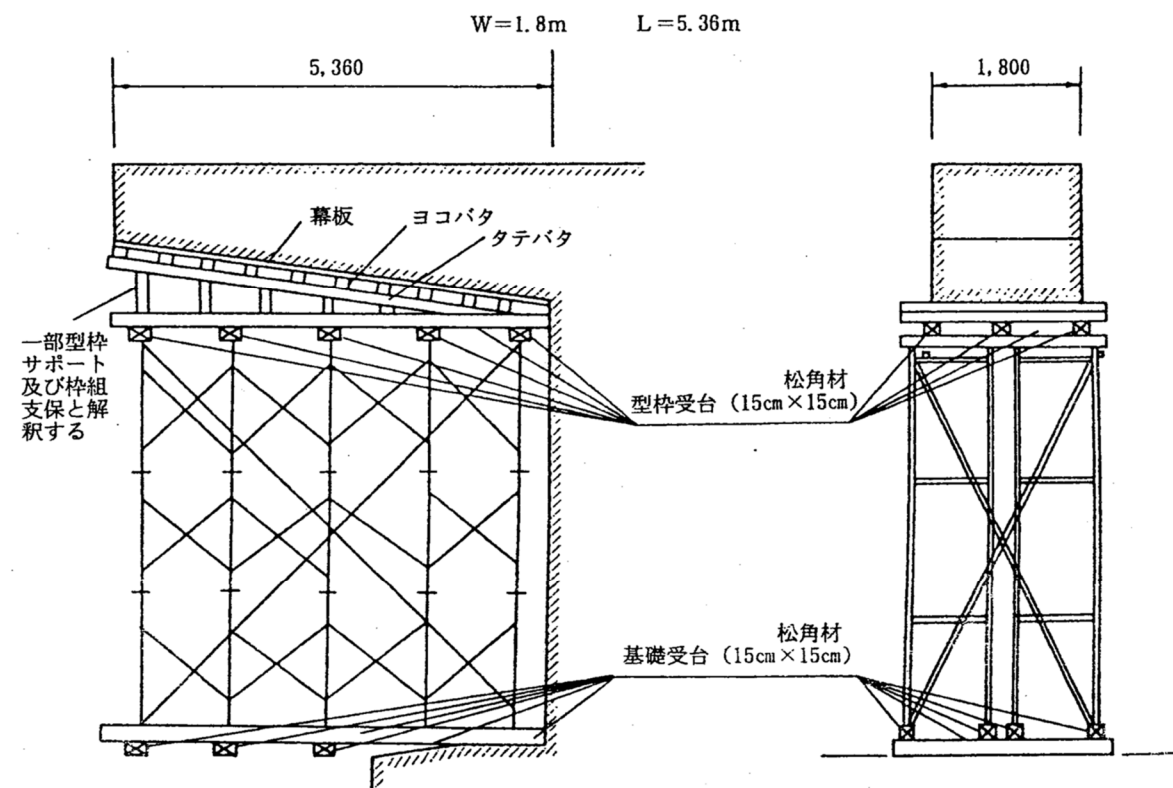 W=1.8m L=5.36m
5,360
1,800
幕板
ヨコバタ
タテバタ
一部型枠
サポート
及び枠組
支保と解
釈する
松角材
型枠受台（15cm×15cm）
松角材
基礎受台（15cm×15cm）